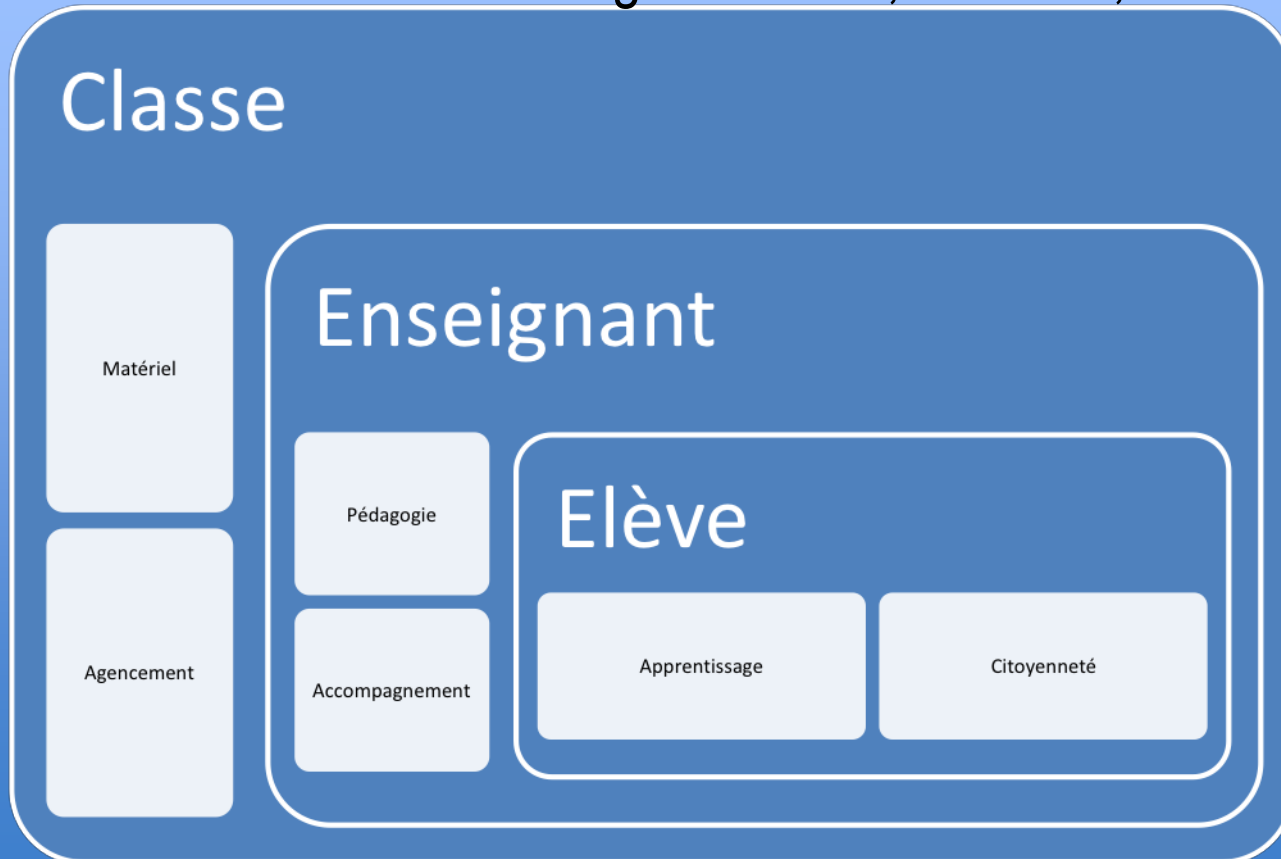 Classe
Matériel
Agencement
Enseignant
Pédagogie
Accompagnement
Elève
Apprentissage
Citoyenneté